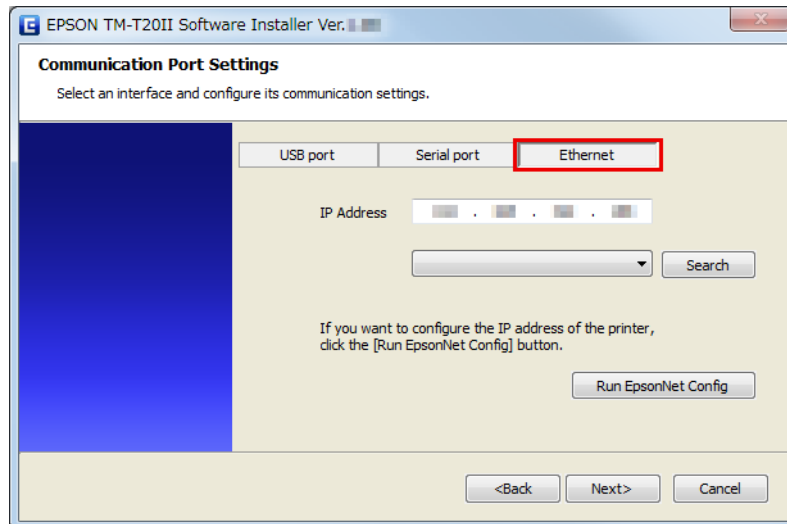 EPSON TM-T20II Software Installer Ver.
Communication Port Settings
Select an interface and configure its communication settings.
USB port
Serial port
Ethernet
IP Address . . .
Search
If you want to configure the IP address of the printer,
click the [Run EpsonNet Config] button.
Run EpsonNet Config
<Back
Next>
Cancel